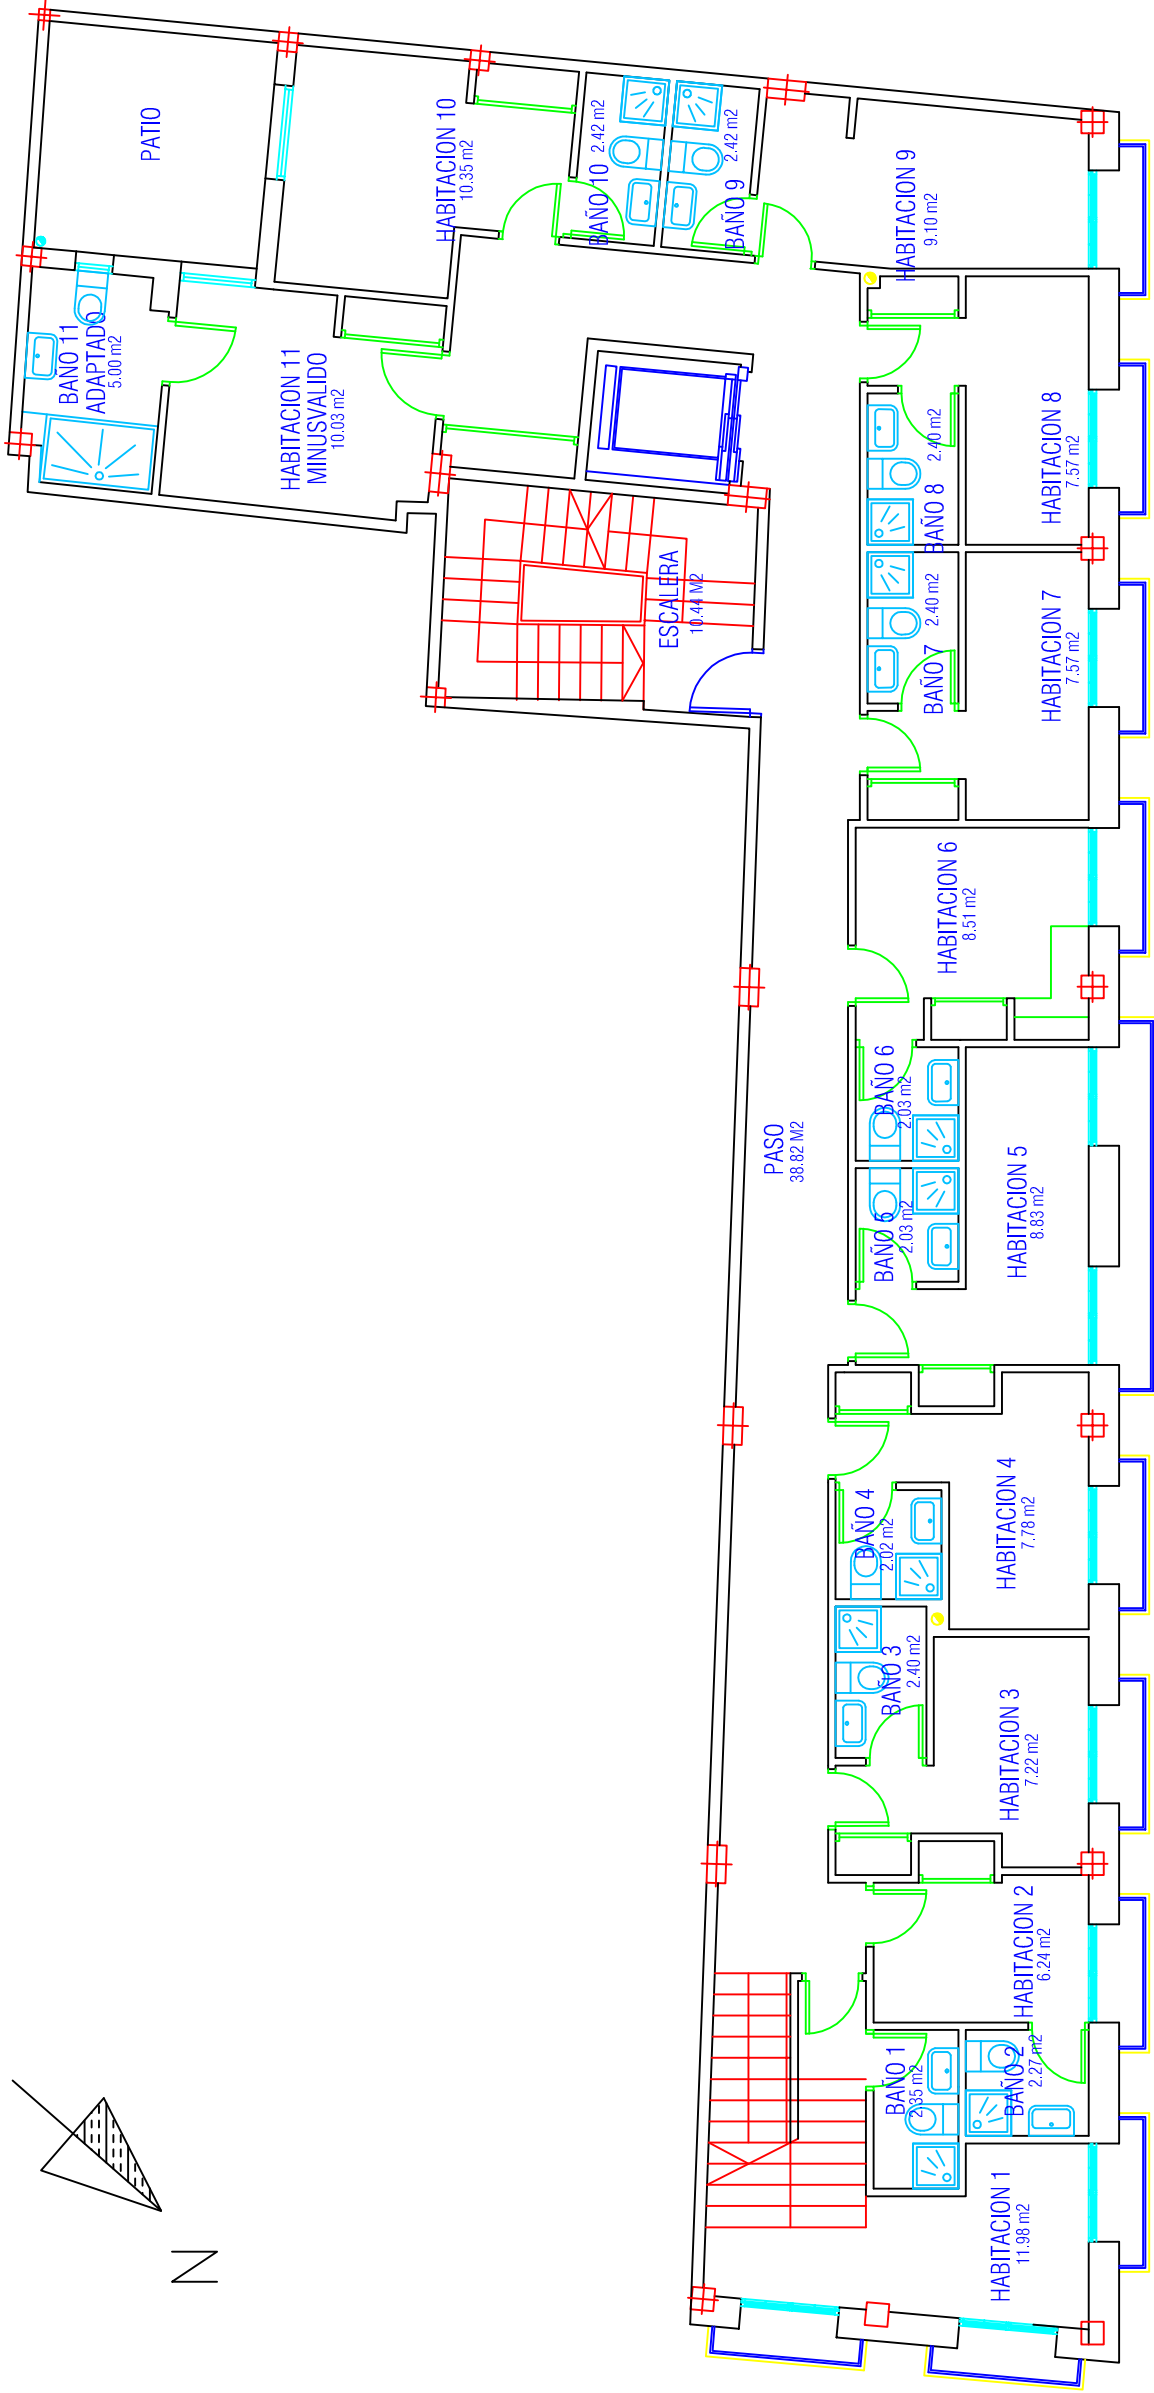 PATIO
HABITACION 10
10.35 m2
BAÑO 10
2.42 m2
BAÑO 9
2.42 m2
HABITACION 9
9.10 m2
BAÑO 11
ADAPTADO
5.00 m2
HABITACION 11
MINUSVALIDO
10.03 m2
BAÑO 8
2.40 m2
HABITACION 8
7.57 m2
ESCALERA
10.44 M2
BAÑO 7
2.40 m2
HABITACION 7
7.57 m2
HABITACION 6
8.51 m2
BAÑO 6
2.03 m2
PASO
38.82 M2
BAÑO 5
2.03 m2
HABITACION 5
8.83 m2
BAÑO 4
2.02 m2
HABITACION 4
7.78 m2
BAÑO 3
2.40 m2
HABITACION 3
7.22 m2
HABITACION 2
6.24 m2
BAÑO 1
2.35 m2
BAÑO 2
2.27 m2
HABITACION 1
11.98 m2
N